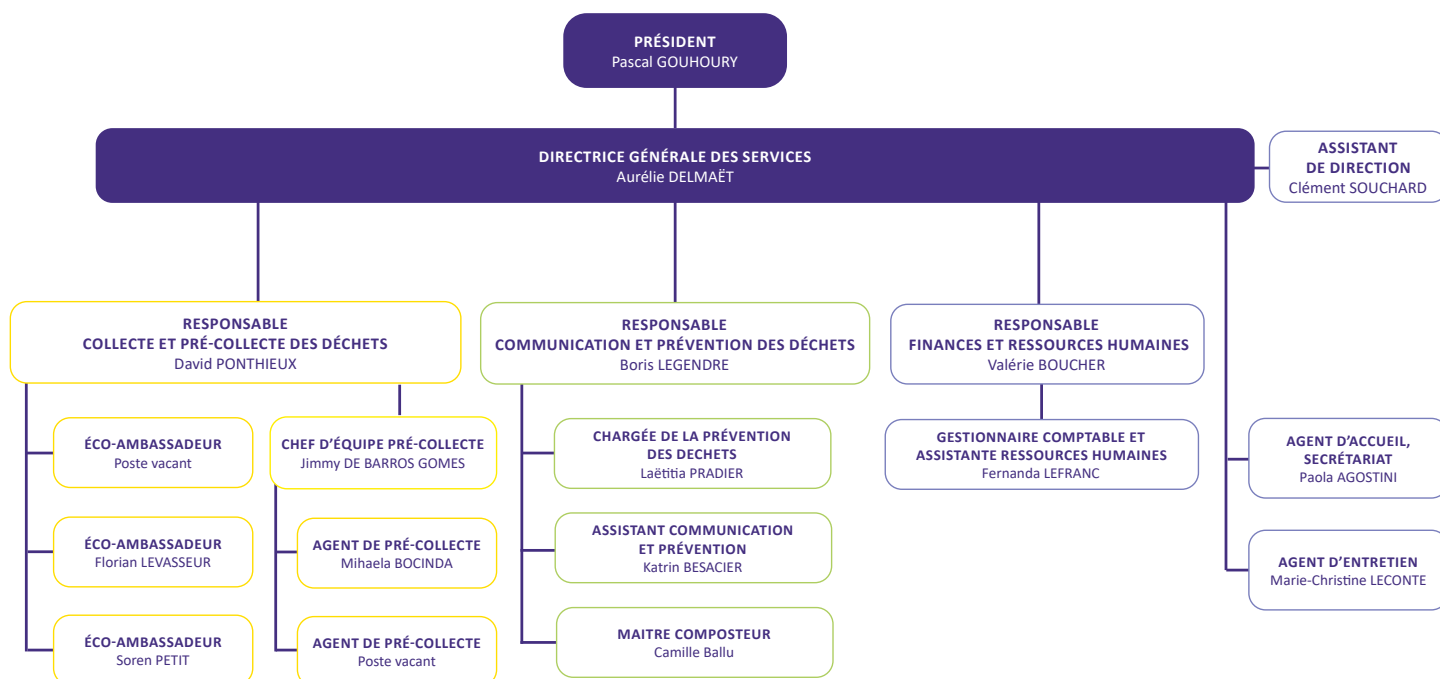 PRÉSIDENT
Pascal GOUHOURY
DIRECTRICE GÉNÉRALE DES SERVICES
Aurélie DELMAËT
ASSISTANT
DE DIRECTION
Clément SOUCHARD
RESPONSABLE
COLLECTE ET PRÉ-COLLECTE DES DÉCHETS
David PONTHIEUX
RESPONSABLE
COMMUNICATION ET PRÉVENTION DES DÉCHETS
Boris LEGENDRE
RESPONSABLE
FINANCES ET RESSOURCES HUMAINES
Valérie BOUCHER
ÉCO-AMBASSADEUR
Poste vacant
CHEF D'ÉQUIPE PRÉ-COLLECTE
Jimmy DE BARROS GOMES
CHARGÉE DE LA PRÉVENTION
DES DECHETS
Laëtitia PRADIER
GESTIONNAIRE COMPTABLE ET
ASSISTANTE RESSOURCES HUMAINES
Fernanda LEFRANC
AGENT D'ACCUEIL,
SECRÉTARIAT
Paola AGOSTINI
ÉCO-AMBASSADEUR
Florian LEVASSEUR
AGENT DE PRÉ-COLLECTE
Mihaela BOCINDA
ASSISTANT COMMUNICATION
ET PRÉVENTION
Katrin BESACIER
AGENT D'ENTRETIEN
Marie-Christine LECONTE
ÉCO-AMBASSADEUR
Soren PETIT
AGENT DE PRÉ-COLLECTE
Poste vacant
MAITRE COMPOSTEUR
Camille Ballu